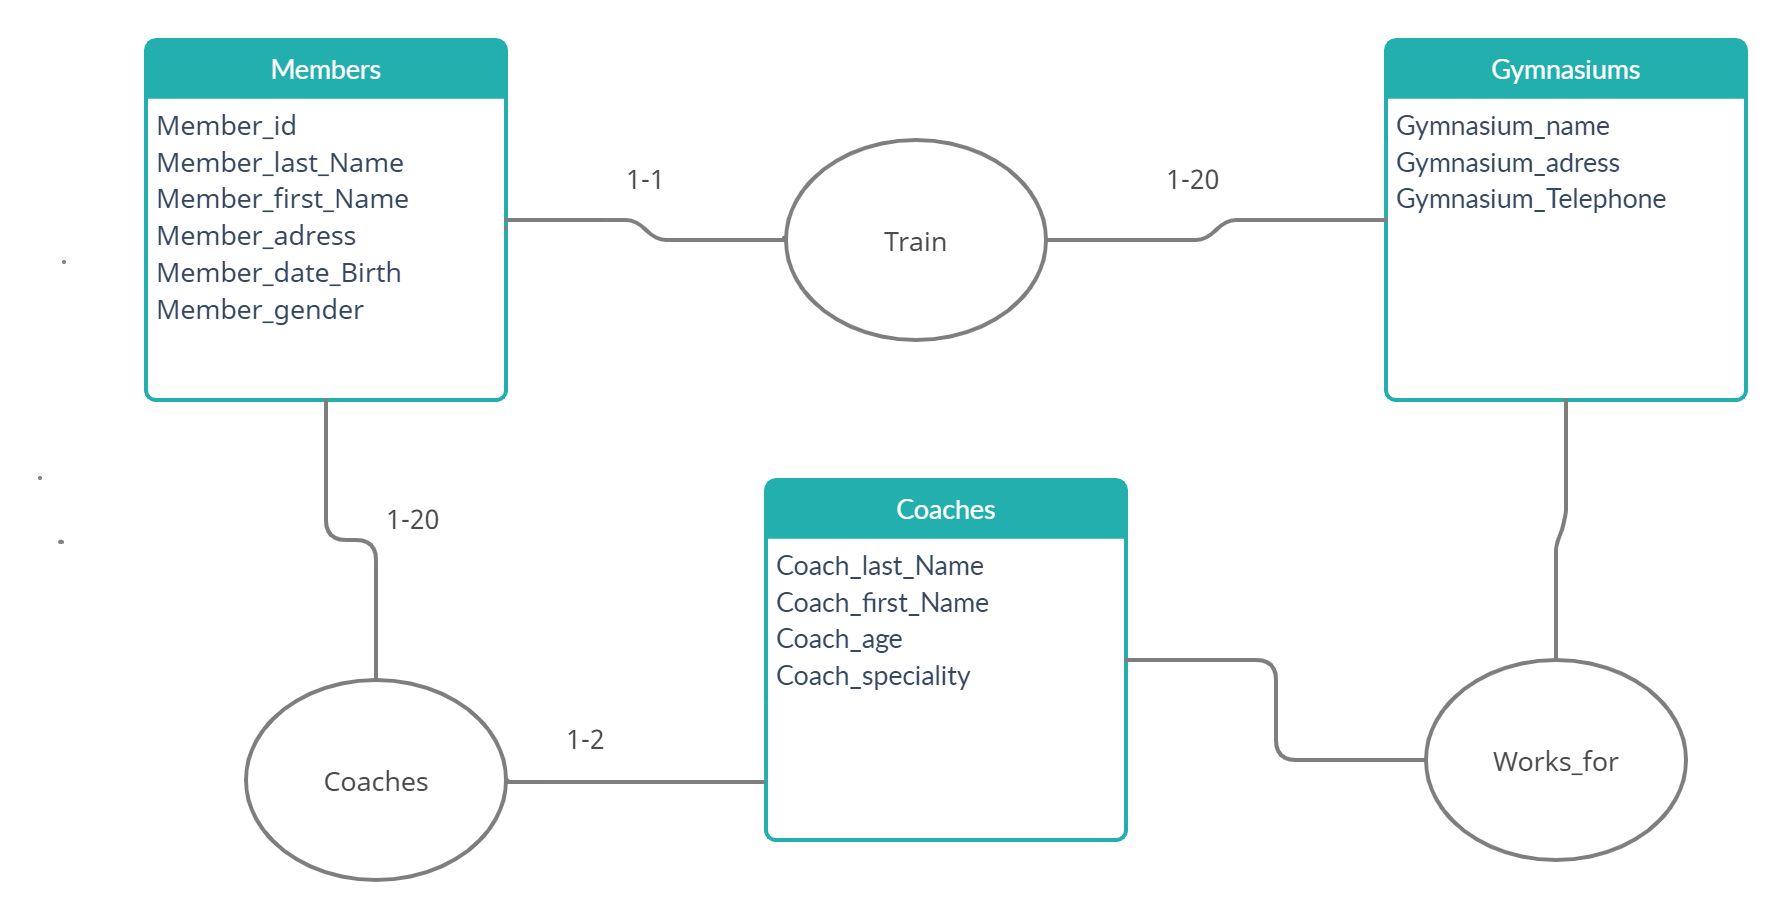 Members
Member_id
Member_last_Name
Member_first_Name
Member_adress
Member_date_Birth
Member_gender
1-1
Train
1-20
Gymnasiums
Gymnasium_name
Gymnasium_adress
Gymnasium_Telephone
1-20
Coaches
1-2
Coaches
Coach_last_Name
Coach_first_Name
Coach_age
Coach_speciality
Works_for